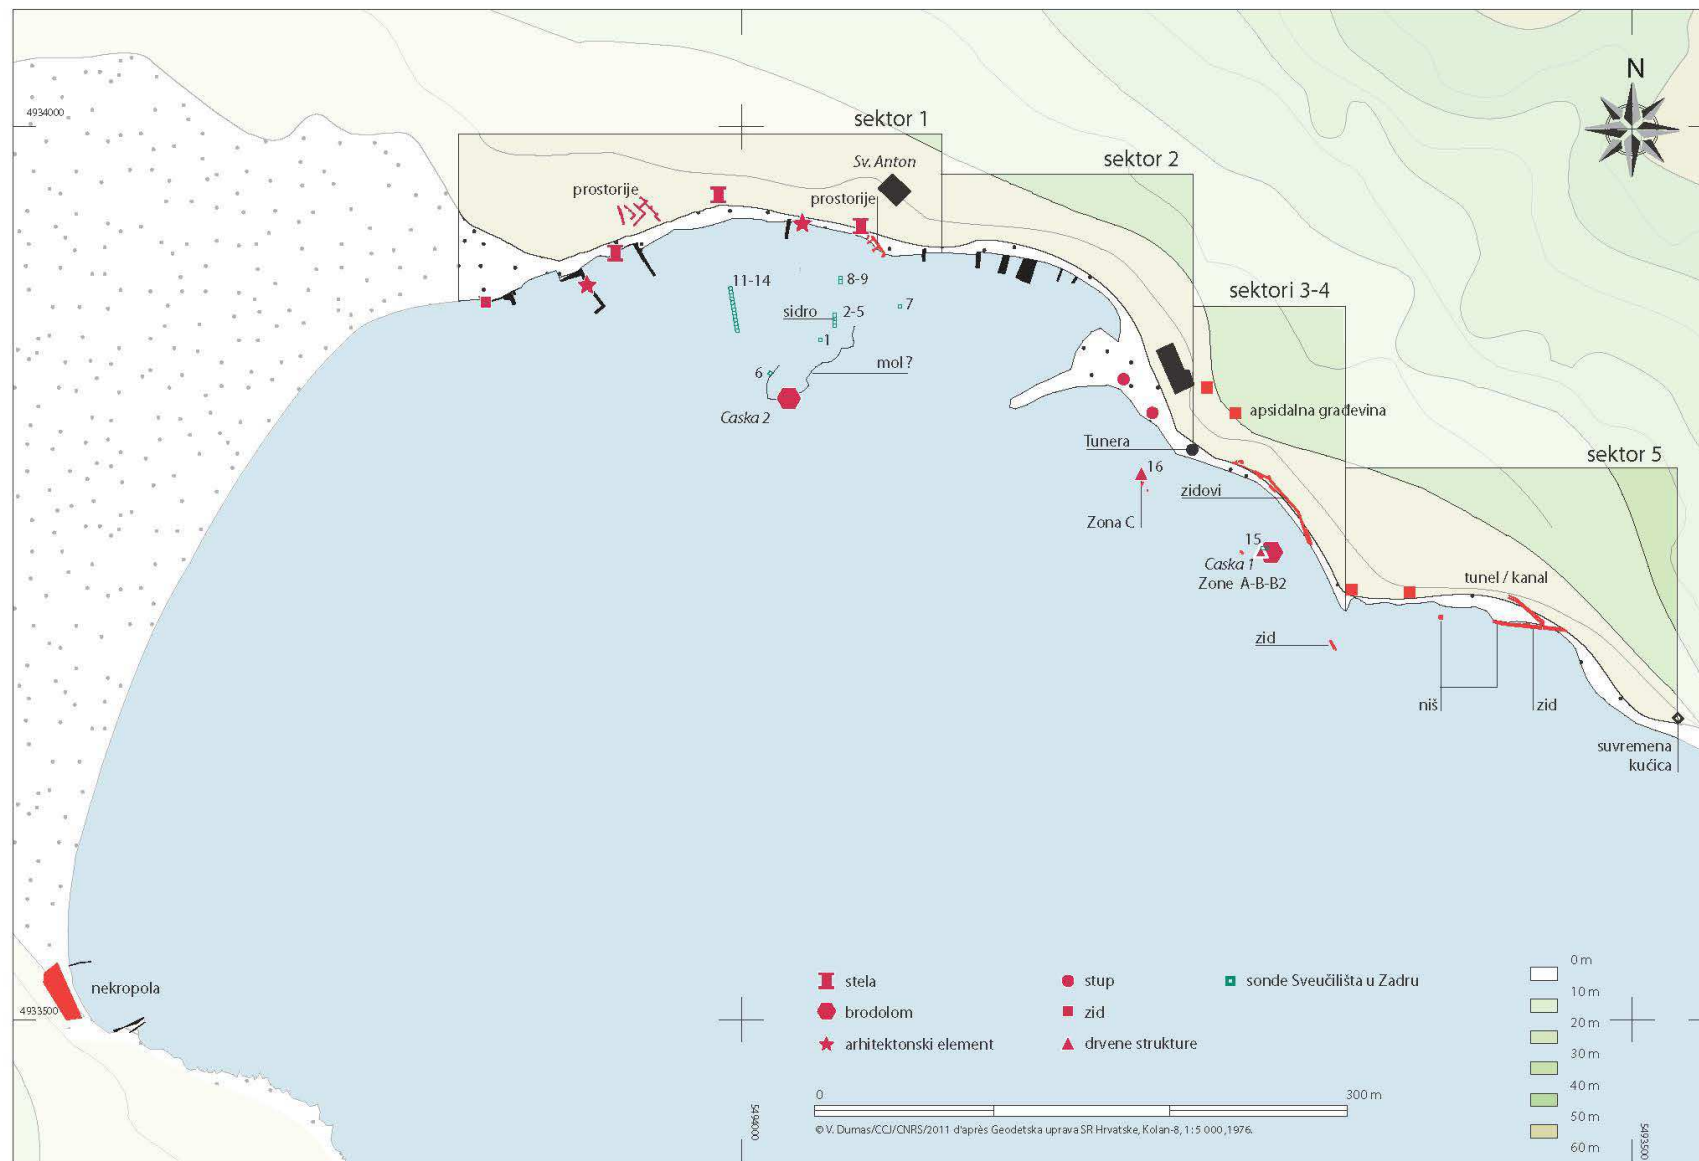 N
4934000
sektor 1
Sv. Anton
sektor 2
prostorije
prostorije
sektori 3-4
11-14
8-9
sidro
2-5
7
1
mol ?
6
Caska 2
apsidalna građevina
Tunera
sektor 5
16
zidovi
Zona C
15
Caska 1
Zone A-B-B2
tunel / kanal
zid
niš
zid
suvremena
kućica
nekropola
4933500
stela
stup
sonde Sveučilišta u Zadru
brodolom
zid
arhitektonski element
drvene strukture
0 m
10 m
20 m
30 m
40 m
50 m
60 m
0
300 m
© V. Dumas/CCJ/CNRS/2011 d'après Geodetska uprava SR Hrvatske, Kolan-8, 1 : 5 000 ,1976.
5494000
5493500